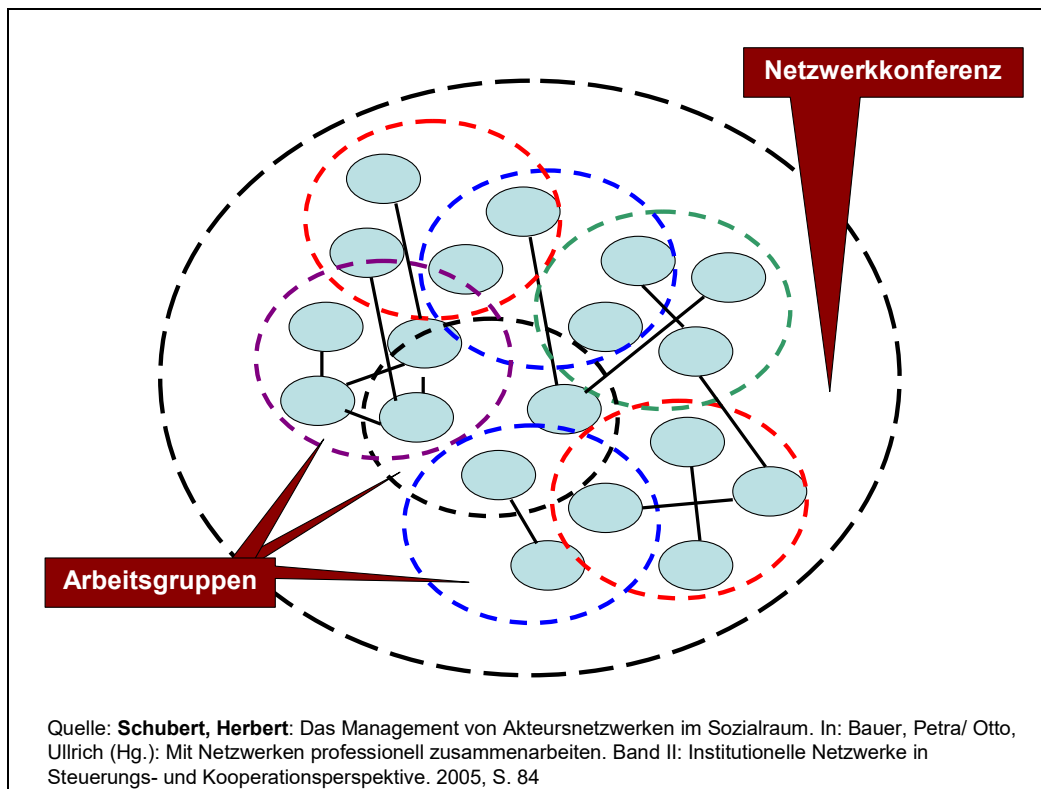 Netzwerkkonferenz
Arbeitsgruppen
Quelle: Schubert, Herbert: Das Management von Akteursnetzwerken im Sozialraum. In: Bauer, Petra/ Otto,
Ullrich (Hg.): Mit Netzwerken professionell zusammenarbeiten. Band II: Institutionelle Netzwerke in
Steuerungs- und Kooperationsperspektive. 2005, S. 84